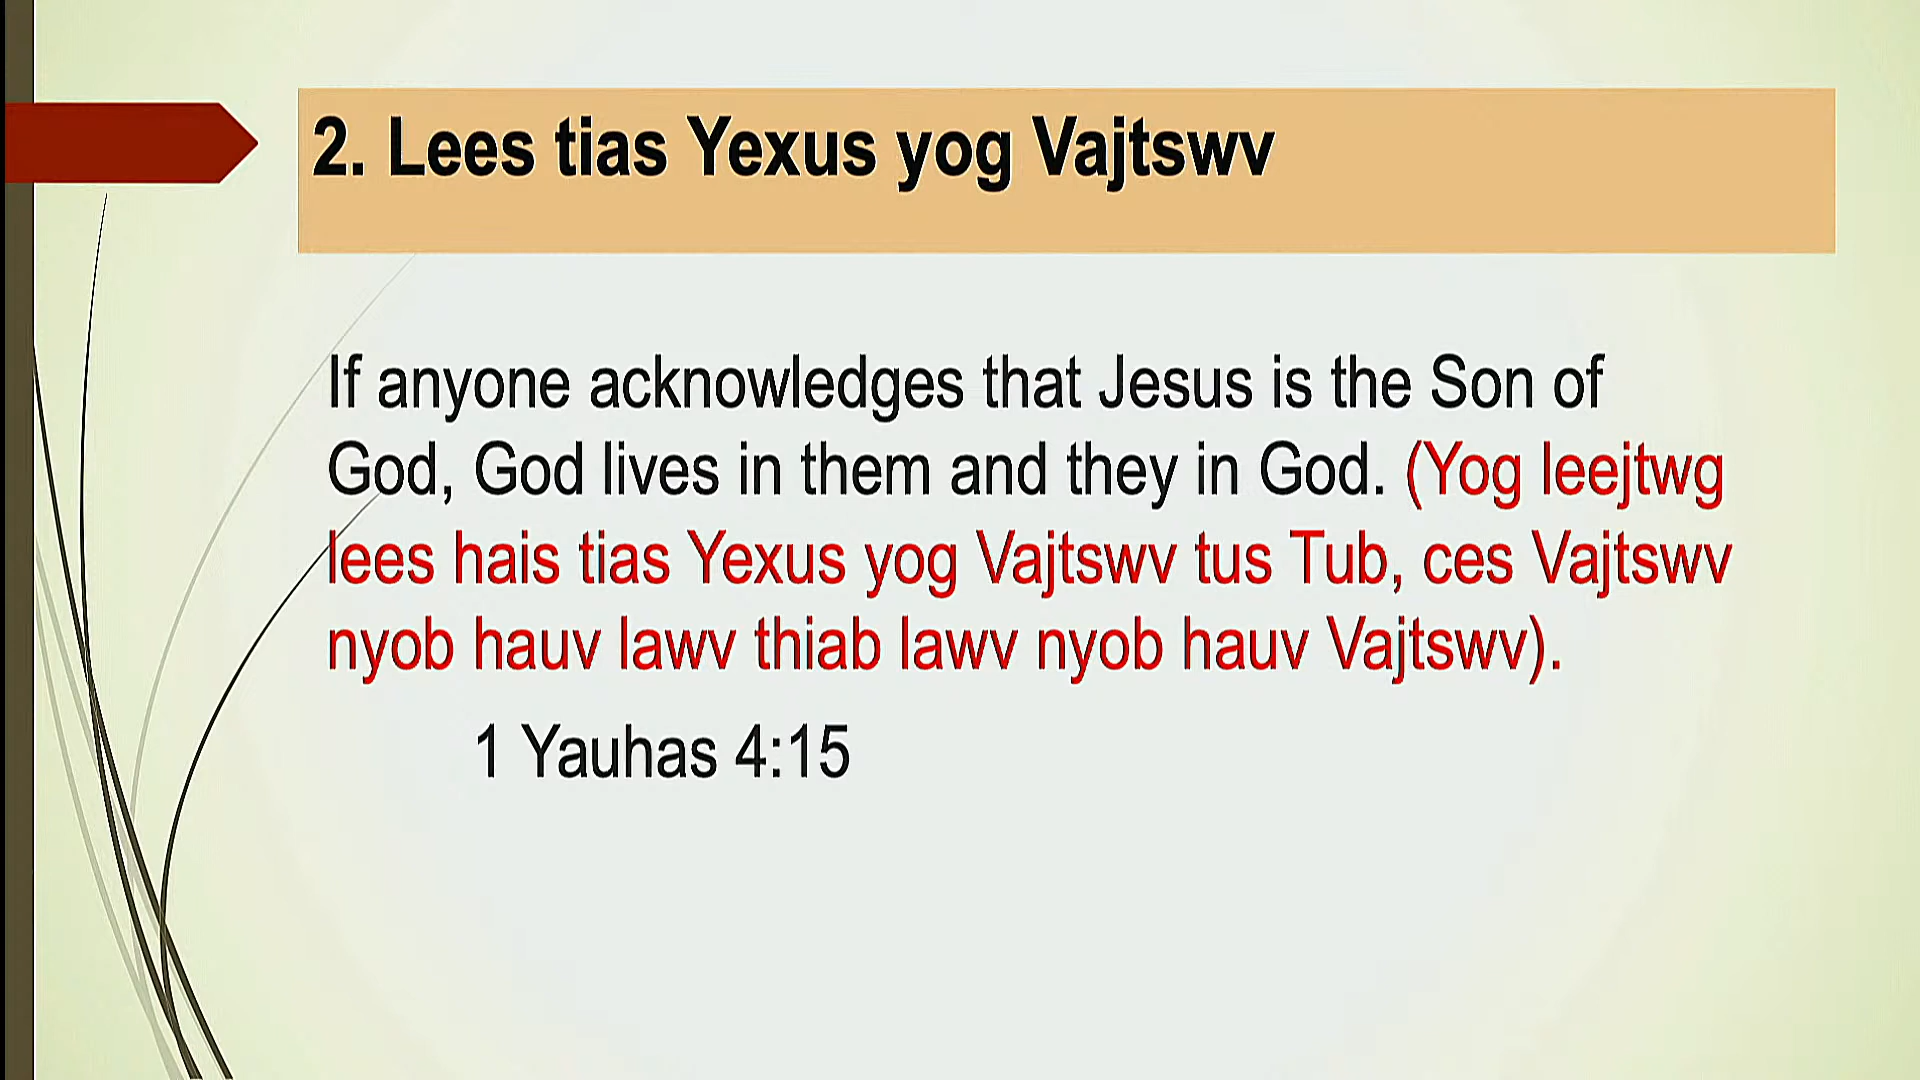 2. Lees tias Yexus yog Vajtswv
If anyone acknowledges that Jesus is the Son of
God, God lives in them and they in God. (Yog leejtwg
lees hais tias Yexus yog Vajtswv tus Tub, ces Vajtswv
nyob hauv lawv thiab lawv nyob hauv Vajtswv).
1 Yauhas 4:15